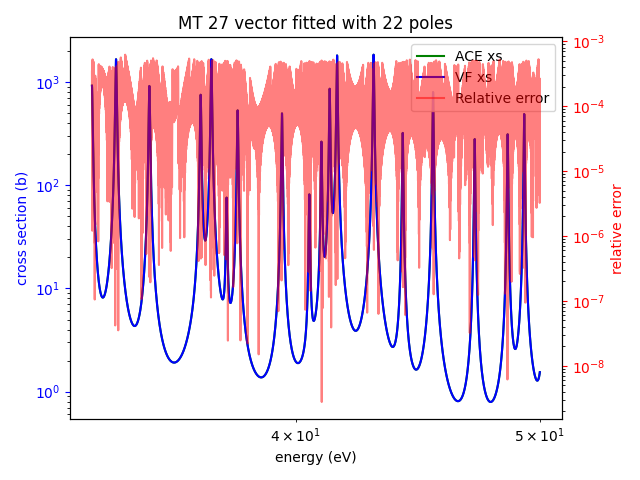 MT 27 vector fitted with 22 poles
ACE xs
VF xs
Relative error
cross section (b)
10³
10²
10¹
10⁰
relative error
10⁻³
10⁻⁴
10⁻⁵
10⁻⁶
10⁻⁷
10⁻⁸
4 × 10¹
5 × 10¹
energy (eV)